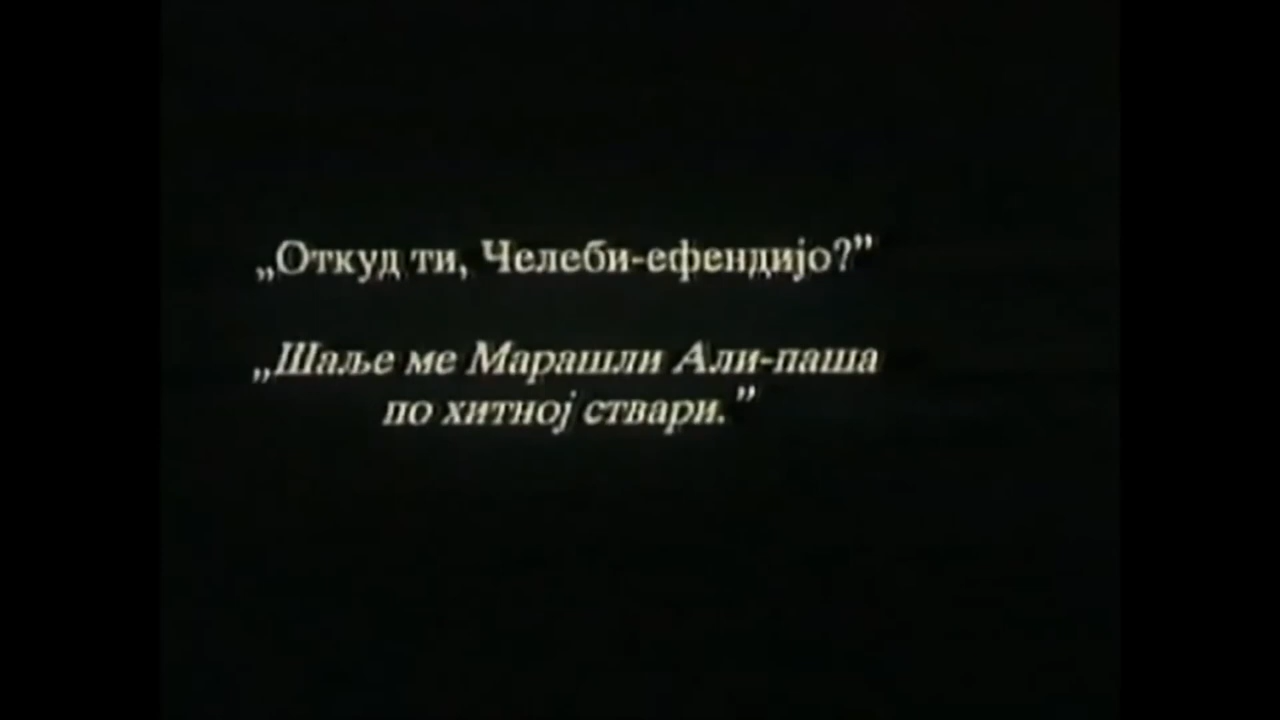 „Откуд ти, Челеби-ефендијо?”
„Шаље ме Марашли Али-паша
по хитној ствари.”